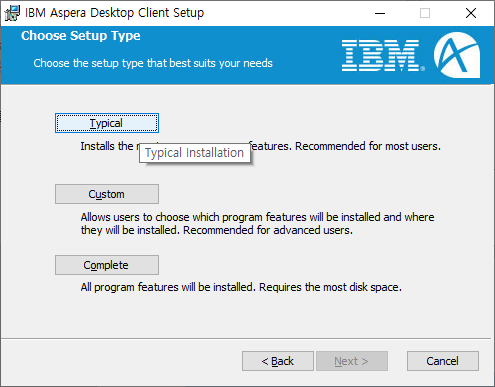 IBM Aspera Desktop Client Setup
Choose Setup Type
Choose the setup type that best suits your needs
IBM
Typical
Installs the m
features. Recommended for most users.
Typical Installation
Custom
Allows users to choose which program features will be installed and where
they will be installed. Recommended for advanced users.
Complete
All program features will be installed. Requires the most disk space.
< Back
Next >
Cancel